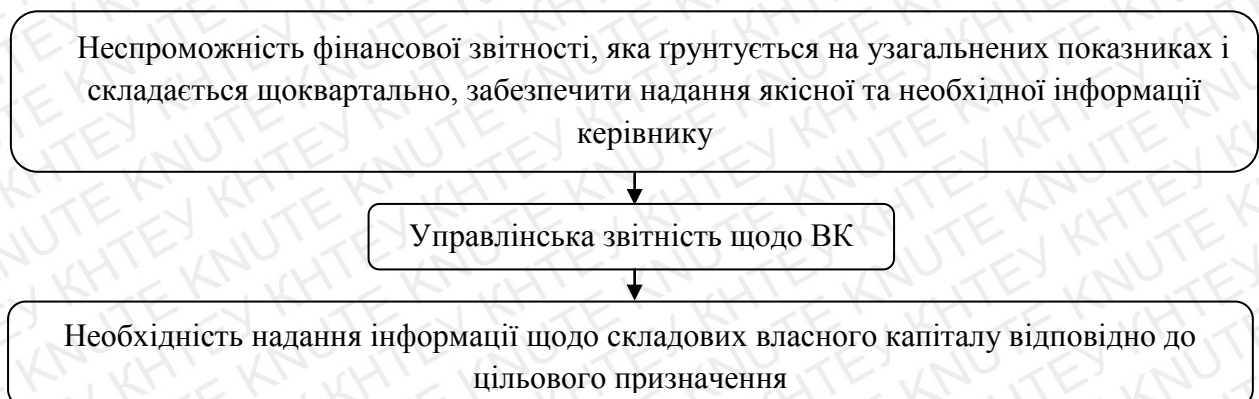 Неспроможність фінансової звітності, яка ґрунтується на узагальнених показниках і
складається щоквартально, забезпечити надання якісної та необхідної інформації
керівнику
Управлінська звітність щодо ВК
Необхідність надання інформації щодо складових власного капіталу відповідно до
цільового призначення